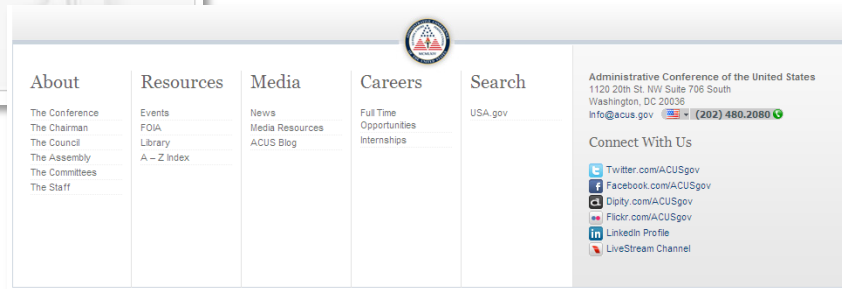 About
The Conference
The Chairman
The Council
The Assembly
The Committees
The Staff
Resources
Events
FOIA
Library
A – Z Index
Media
News
Media Resources
ACUS Blog
Careers
Full Time
Opportunities
Internships
Search
USA.gov
Administrative Conference of the United States
1120 20th St. NW Suite 706 South
Washington, DC 20036
Info@acus.gov (202) 480.2080
Connect With Us
Twitter.com/ACUSgov
Facebook.com/ACUSgov
Dipity.com/ACUSgov
Flickr.com/ACUSgov
LinkedIn Profile
LiveStream Channel